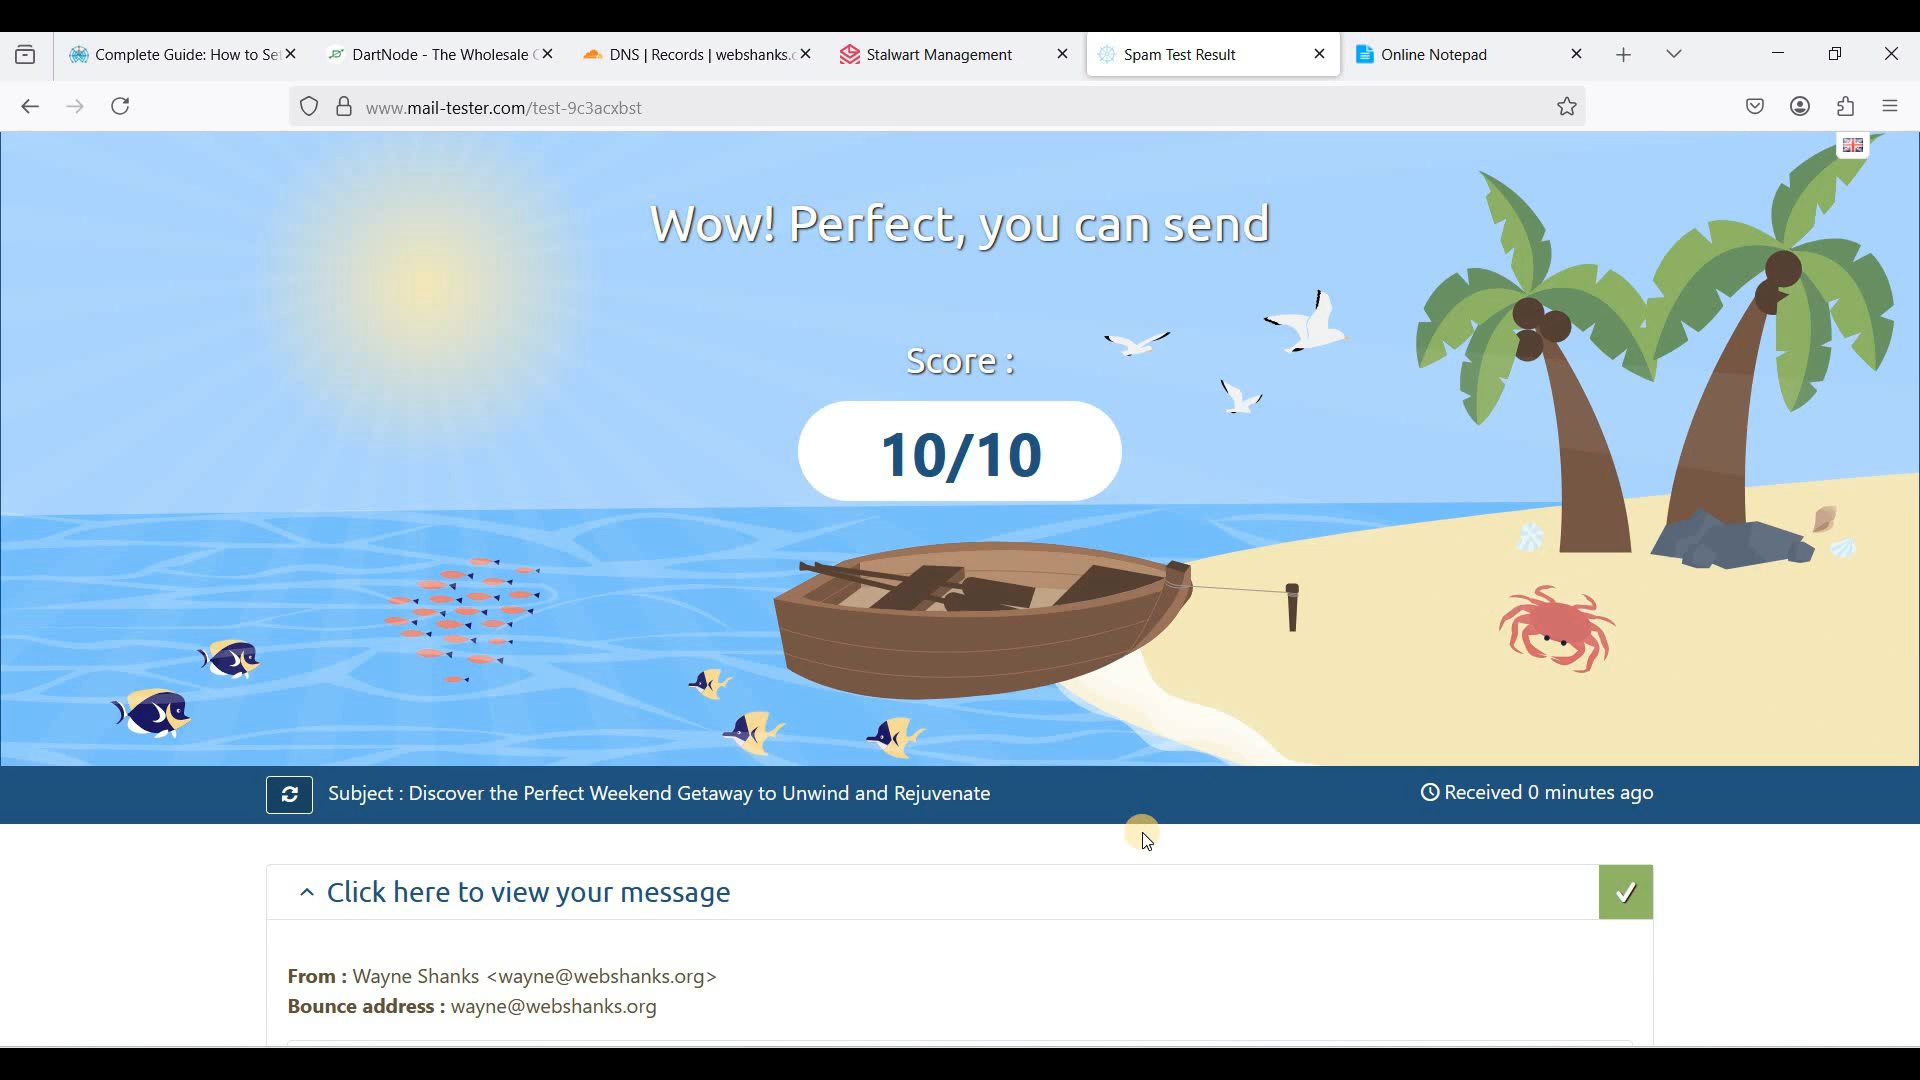 Complete Guide: How to Set
DartNode - The Wholesale
DNS | Records | webshanks.
Stalwart Management
Spam Test Result
Online Notepad
www.mail-tester.com/test-9c3acxbst
Wow! Perfect, you can send
Score :
10/10
Subject : Discover the Perfect Weekend Getaway to Unwind and Rejuvenate
Received 0 minutes ago
Click here to view your message
From : Wayne Shanks <wayne@webshanks.org>
Bounce address : wayne@webshanks.org